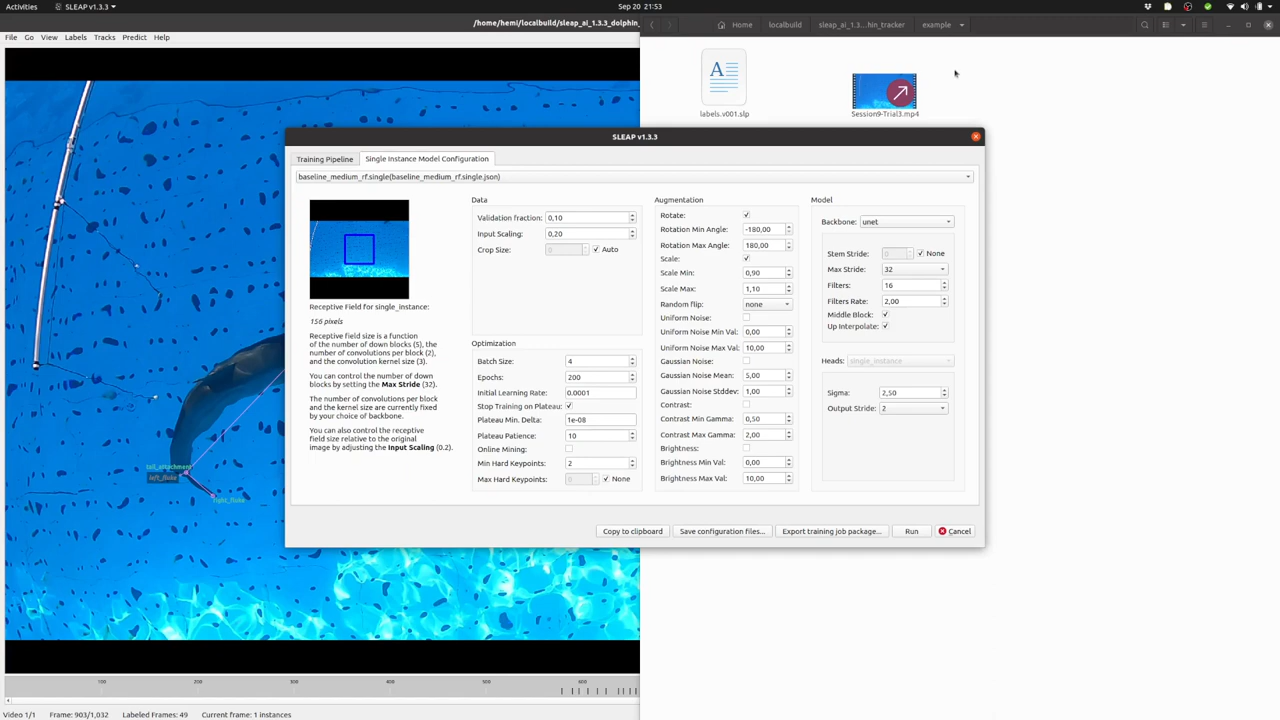 Activities
SLEAP v1.3.3
Sep 20 21:53
/home/hemi/localbuild/sleap_ai_1.3.3_dolphin_
Home
localbuild
sleap_ai_1.3....hin_tracker
example
File Go View Labels Tracks Predict Help
labels.v001.slp
Session9-Trial3.mp4
SLEAP v1.3.3
Training Pipeline
Single Instance Model Configuration
baseline_medium_rf.single(baseline_medium_rf.single.json)
Receptive Field for single_instance:
156 pixels
Receptive field size is a function
of the number of down blocks (5), the
number of convolutions per block (2),
and the convolution kernel size (3).
You can control the number of down
blocks by setting the Max Stride (32).
The number of convolutions per block
and the kernel size are currently fixed
by your choice of backbone.
You can also control the receptive
field size relative to the original
image by adjusting the Input Scaling (0.2).
Data
Validation fraction: 0,10
Input Scaling: 0,20
Crop Size: 0 Auto
Optimization
Batch Size: 4
Epochs: 200
Initial Learning Rate: 0.0001
Stop Training on Plateau:
Plateau Min. Delta: 1e-08
Plateau Patience: 10
Online Mining:
Min Hard Keypoints: 2
Max Hard Keypoints: 0 None
Augmentation
Rotate:
Rotation Min Angle: -180,00
Rotation Max Angle: 180,00
Scale:
Scale Min: 0,90
Scale Max: 1,10
Random flip: none
Uniform Noise:
Uniform Noise Min Val: 0,00
Uniform Noise Max Val: 10,00
Gaussian Noise:
Gaussian Noise Mean: 5,00
Gaussian Noise Stddev: 1,00
Contrast:
Contrast Min Gamma: 0,50
Contrast Max Gamma: 2,00
Brightness:
Brightness Min Val: 0,00
Brightness Max Val: 10,00
Model
Backbone: unet
Stem Stride: 0 None
Max Stride: 32
Filters: 16
Filters Rate: 2,00
Middle Block:
Up Interpolate:
Heads: single_instance
Sigma: 2,50
Output Stride: 2
Copy to clipboard
Save configuration files...
Export training job package...
Run
Cancel
tail_attachment
left_fluke
right_fluke
100 200 300 400 500 600
Video 1/1 Frame: 903/1,032 Labeled Frames: 49 Current frame: 1 instances